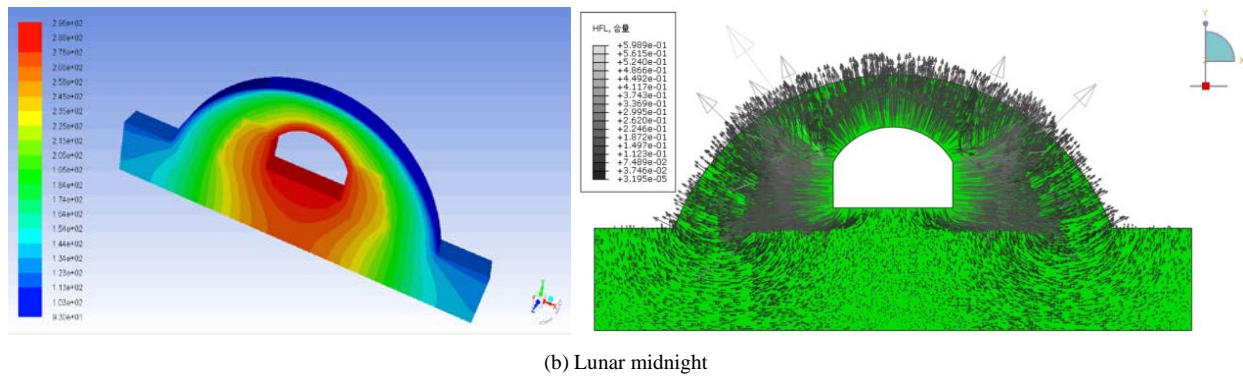 2.96e+02
2.86e+02
2.76e+02
2.66e+02
2.56e+02
2.45e+02
2.35e+02
2.25e+02
2.15e+02
2.05e+02
1.95e+02
1.84e+02
1.74e+02
1.64e+02
1.54e+02
1.44e+02
1.34e+02
1.23e+02
1.13e+02
1.03e+02
9.30e+01
HFL, 合量
+5.989e-01
+5.615e-01
+5.240e-01
+4.866e-01
+4.492e-01
+4.117e-01
+3.743e-01
+3.369e-01
+2.995e-01
+2.620e-01
+2.246e-01
+1.872e-01
+1.497e-01
+1.123e-01
+7.489e-02
+3.746e-02
+3.195e-05
Y
Z
X
(b) Lunar midnight